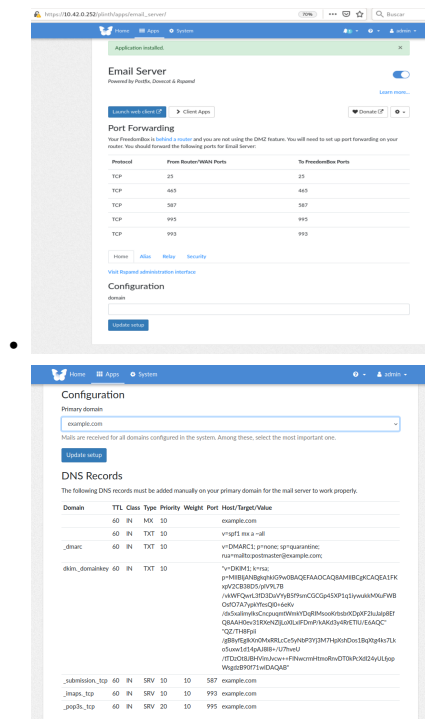 https://10.42.0.252/plinth/apps/email_server/
70%
Buscar
Home Apps System
admin
Application installed.
Email Server
Powered by Postfix, Dovecot & Rspamd
Learn more...
Launch web client Client Apps Donate
Port Forwarding
Your FreedomBox is behind a router and you are not using the DMZ feature. You will need to set up port forwarding on your
router. You should forward the following ports for Email Server:
Protocol From Router/WAN Ports To FreedomBox Ports
TCP 25 25
TCP 465 465
TCP 587 587
TCP 995 995
TCP 993 993
Home Alias Relay Security
Visit Rspamd administration interface
Configuration
domain
Update setup
Home Apps System admin
Configuration
Primary domain
example.com
Mails are received for all domains configured in the system. Among these, select the most important one.
Update setup
DNS Records
The following DNS records must be added manually on your primary domain for the mail server to work properly.
Domain TTL Class Type Priority Weight Port Host/Target/Value
60 IN MX 10 example.com
60 IN TXT 10 v=spf1 mx a ~all
_dmarc 60 IN TXT 10 v=DMARC1; p=none; sp=quarantine;
rua=mailto:postmaster@example.com;
dkim._domainkey 60 IN TXT 10 "v=DKIM1; k=rsa;
_submission._tcp 60 IN SRV 10 10 587 example.com
_imaps._tcp 60 IN SRV 10 10 993 example.com
_pop3s._tcp 60 IN SRV 20 10 995 example.com